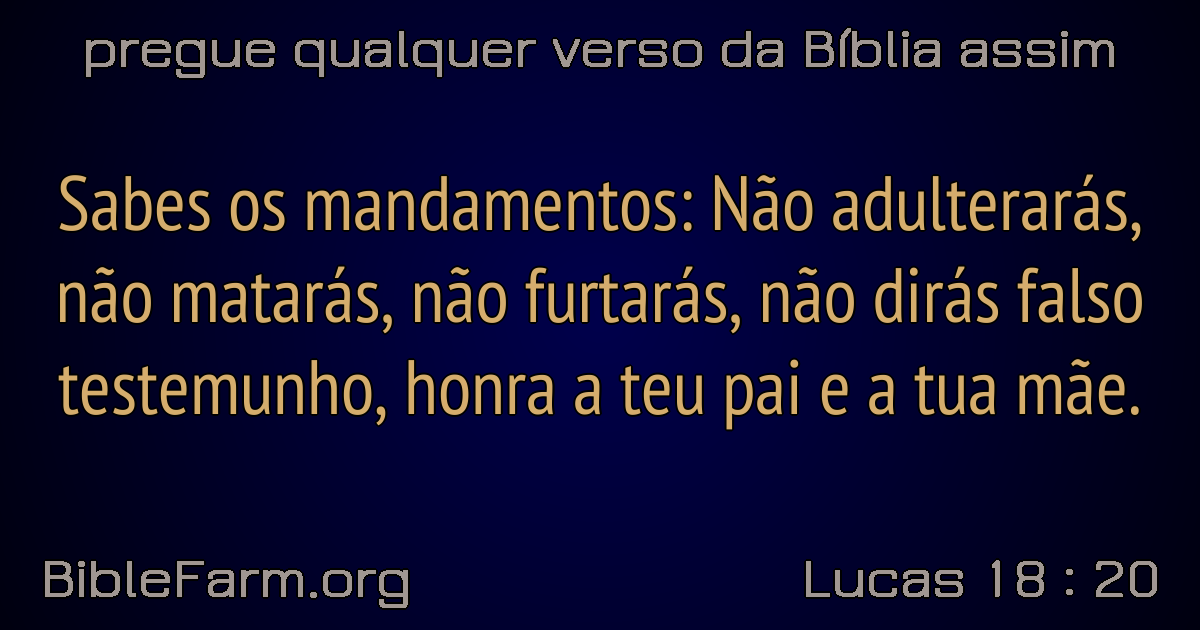 pregue qualquer verso da Bíblia assim
Sabes os mandamentos: Não adulterarás,
não matarás, não furtarás, não dirás falso
testemunho, honra a teu pai e a tua mãe.
BibleFarm.org
Lucas 18 : 20